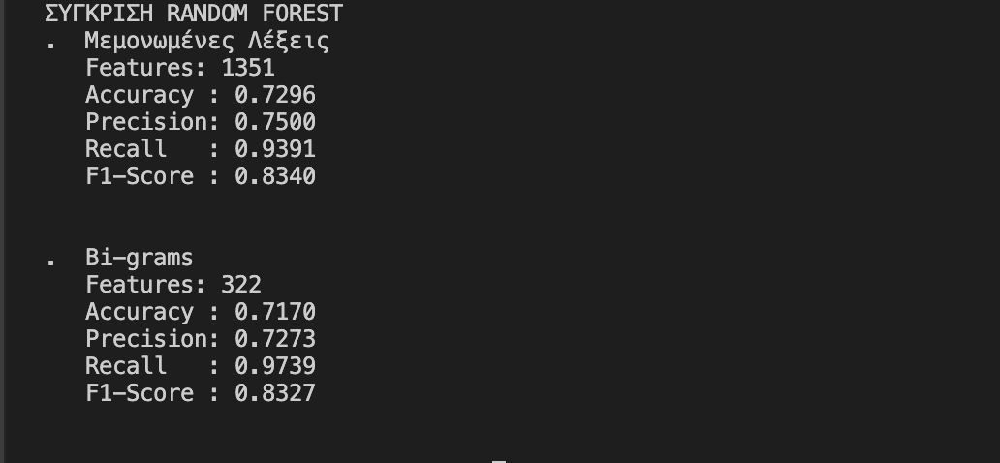 ΣΥΓΚΡΙΣΗ RANDOM FOREST
. Μεμονωμένες Λέξεις
Features: 1351
Accuracy : 0.7296
Precision: 0.7500
Recall   : 0.9391
F1-Score : 0.8340
. Bi-grams
Features: 322
Accuracy : 0.7170
Precision: 0.7273
Recall   : 0.9739
F1-Score : 0.8327